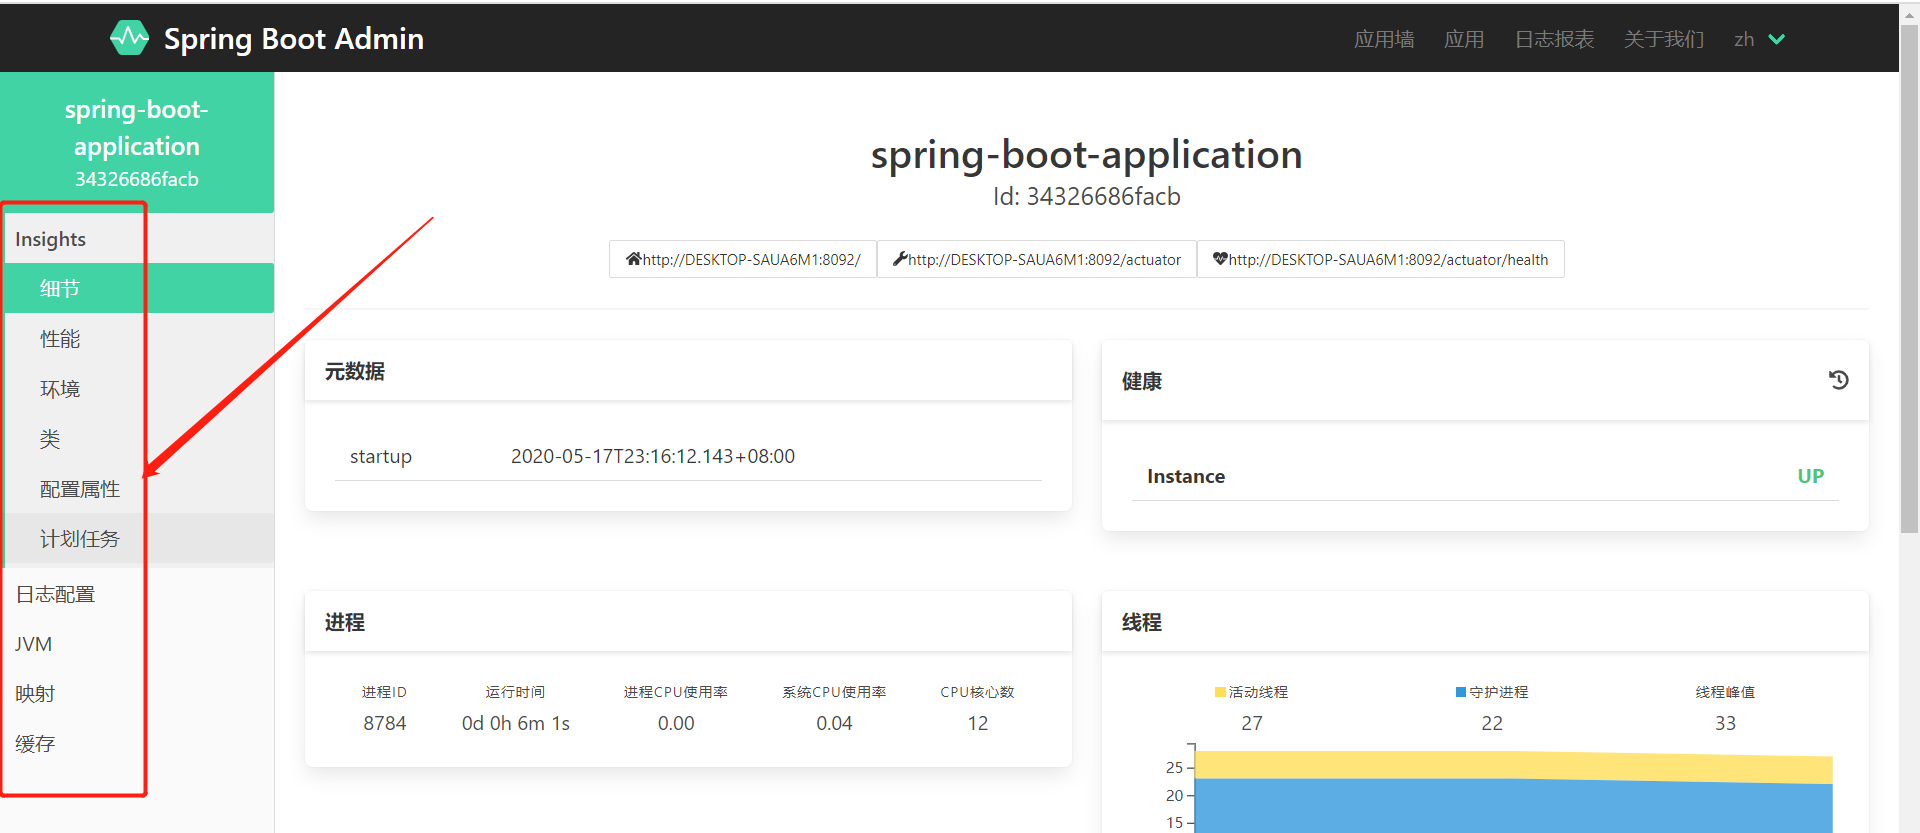 Spring Boot Admin
应用墙 应用 日志报表 关于我们 zh
spring-boot-
application
34326686facb
Insights
细节
性能
环境
类
配置属性
计划任务
日志配置
JVM
映射
缓存
spring-boot-application
Id: 34326686facb
http://DESKTOP-SAUA6M1:8092/ http://DESKTOP-SAUA6M1:8092/actuator http://DESKTOP-SAUA6M1:8092/actuator/health
元数据
startup 2020-05-17T23:16:12.143+08:00
健康
Instance UP
进程
进程ID 运行时间 进程CPU使用率 系统CPU使用率 CPU核心数
8784 0d 0h 6m 1s 0.00 0.04 12
线程
活动线程 守护进程 线程峰值
27 22 33
25
20
15